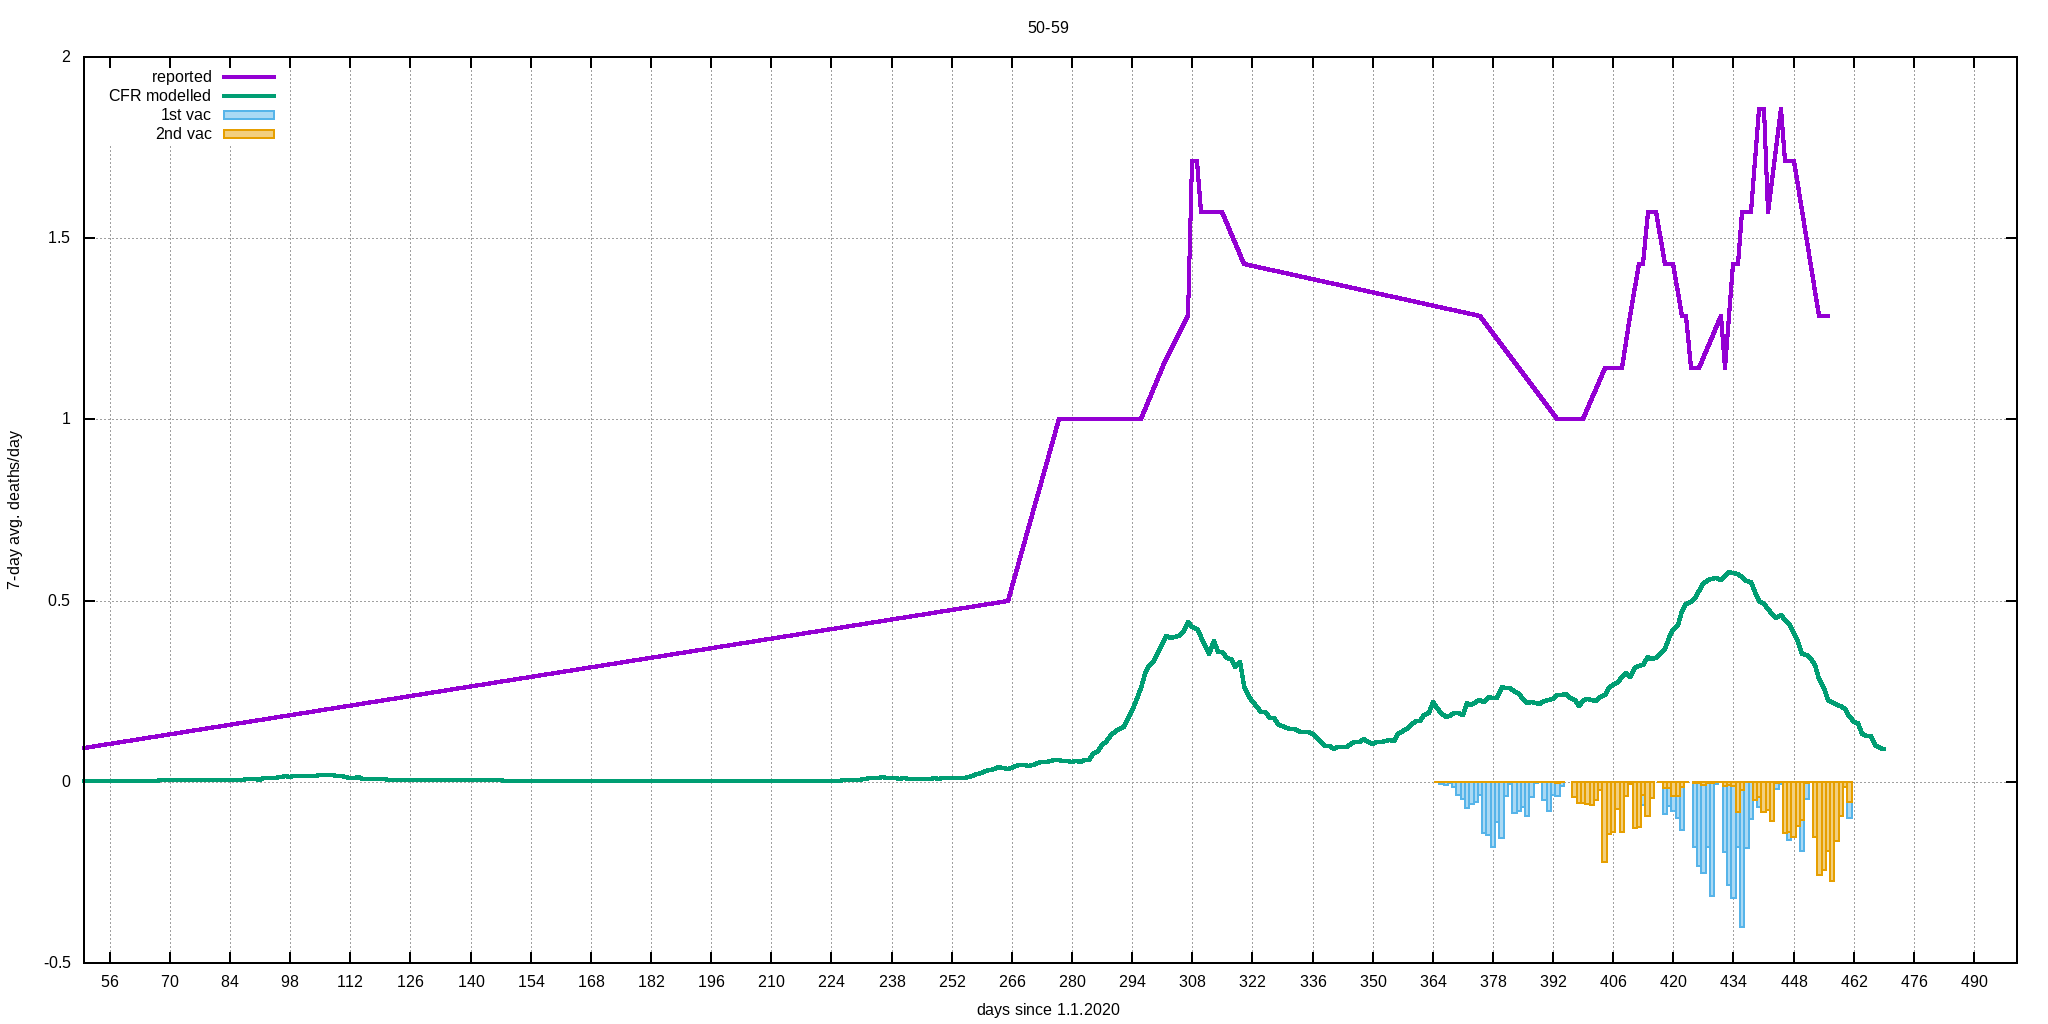 50-59
2
1.5
1
0.5
0
-0.5
7-day avg. deaths/day
reported
CFR modelled
1st vac
2nd vac
56 70 84 98 112 126 140 154 168 182 196 210 224 238 252 266 280 294 308 322 336 350 364 378 392 406 420 434 448 462 476 490
days since 1.1.2020